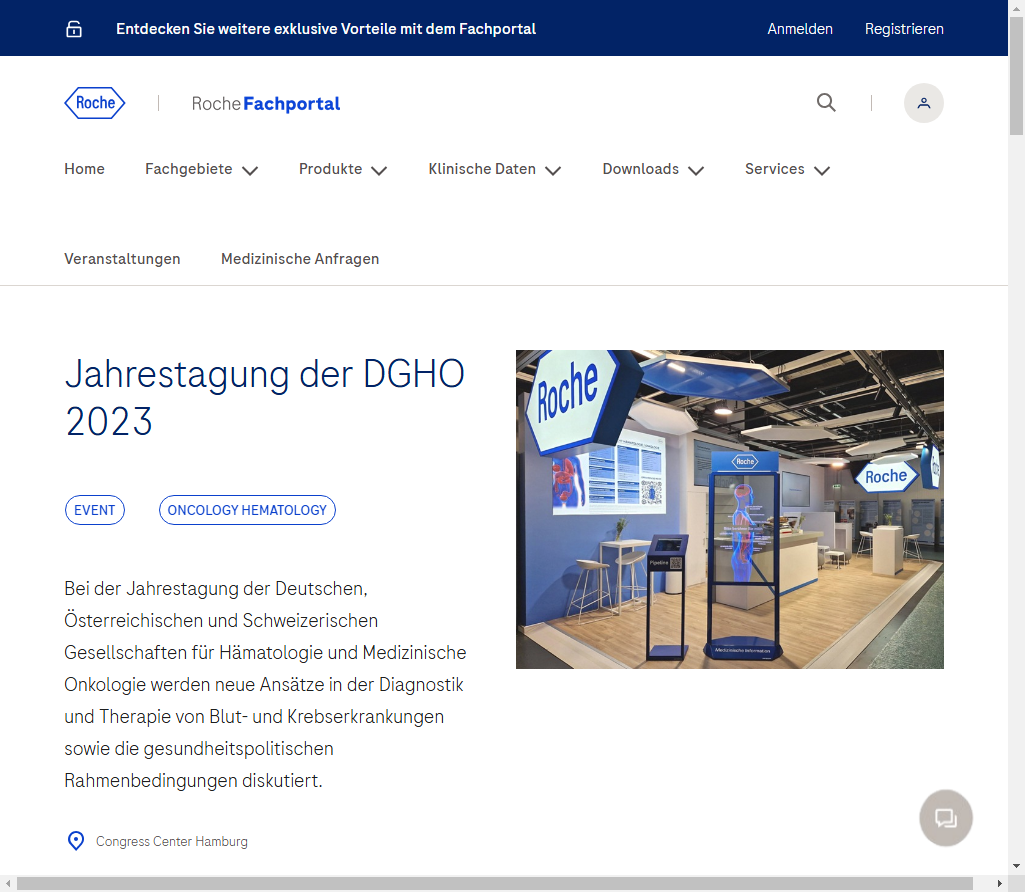 Entdecken Sie weitere exklusive Vorteile mit dem Fachportal
Anmelden
Registrieren
Roche
Roche Fachportal
Home
Fachgebiete
Produkte
Klinische Daten
Downloads
Services
Veranstaltungen
Medizinische Anfragen
Jahrestagung der DGHO
2023
EVENT
ONCOLOGY HEMATOLOGY
Roche
Roche
Roche
Pipeline
Medizinische Information
Bei der Jahrestagung der Deutschen,
Österreichischen und Schweizerischen
Gesellschaften für Hämatologie und Medizinische
Onkologie werden neue Ansätze in der Diagnostik
und Therapie von Blut- und Krebserkrankungen
sowie die gesundheitspolitischen
Rahmenbedingungen diskutiert.
Congress Center Hamburg